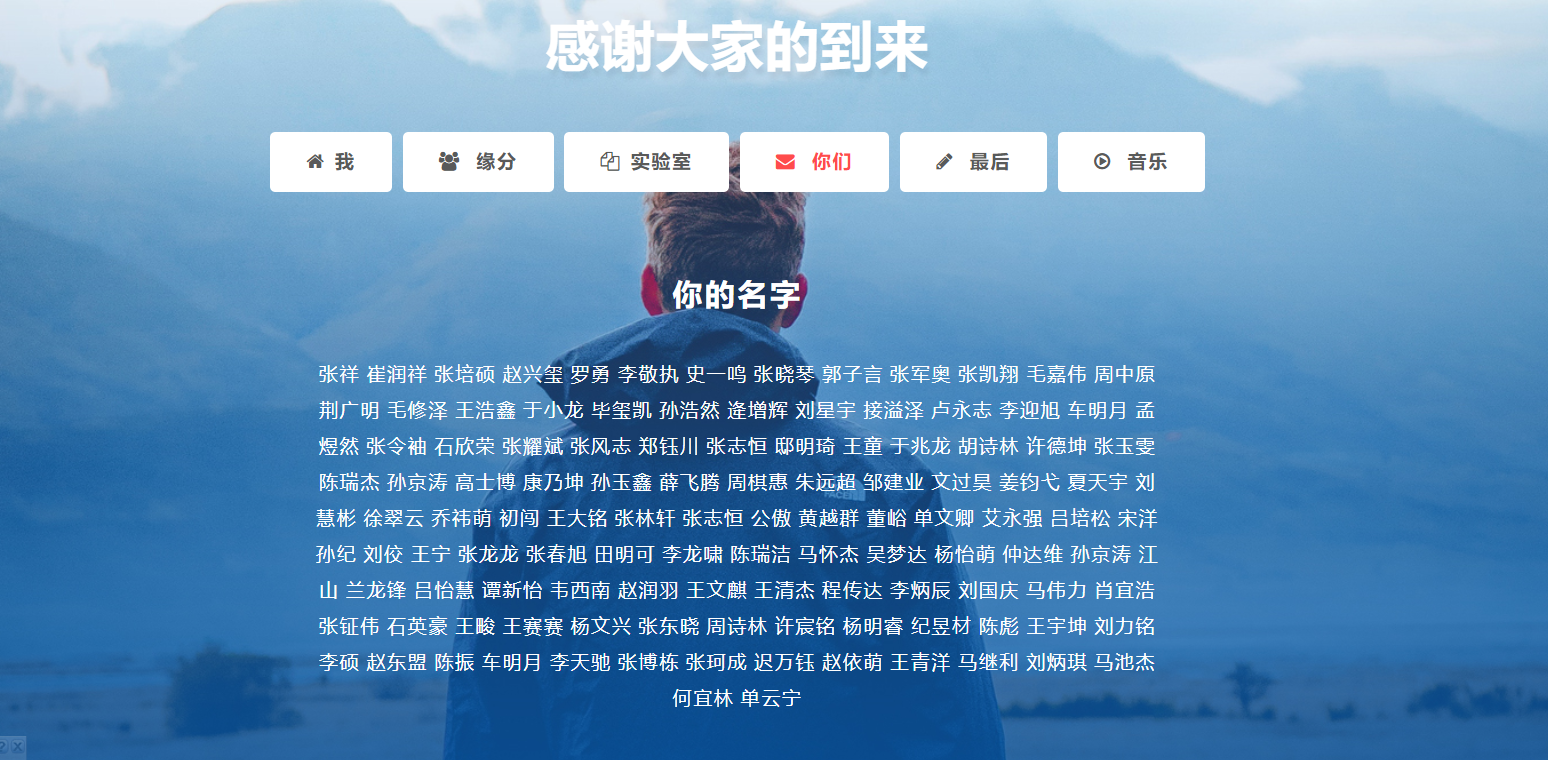 感谢大家的到来
我 缘分 实验室 你们 最后 音乐
你的名字
张祥 崔润祥 张培硕 赵兴玺 罗勇 李敬执 史一鸣 张晓琴 郭子言 张军奥 张凯翔 毛嘉伟 周中原
荆广明 毛修泽 王浩鑫 于小龙 毕玺凯 孙浩然 逄增辉 刘星宇 接溢泽 卢永志 李迎旭 车明月 孟
煜然 张令袖 石欣荣 张耀斌 张风志 郑钰川 张志恒 邸明琦 王童 于兆龙 胡诗林 许德坤 张玉雯
陈瑞杰 孙京涛 高士博 康乃坤 孙玉鑫 薛飞腾 周棋惠 朱远超 邹建业 文过昊 姜钧弋 夏天宇 刘
慧彬 徐翠云 乔祎萌 初闯 王大铭 张林轩 张志恒 公傲 黄越群 董峪 单文卿 艾永强 吕培松 宋洋
孙纪 刘佼 王宁 张龙龙 张春旭 田明可 李龙啸 陈瑞洁 马怀杰 吴梦达 杨怡萌 仲达维 孙京涛 江
山 兰龙锋 吕怡慧 谭新怡 韦西南 赵润羽 王文麒 王清杰 程传达 李炳辰 刘国庆 马伟力 肖宜浩
张钲伟 石英豪 王畯 王赛赛 杨文兴 张东晓 周诗林 许宸铭 杨明睿 纪昱材 陈彪 王宇坤 刘力铭
李硕 赵东盟 陈振 车明月 李天驰 张博栋 张珂成 迟万钰 赵依萌 王青洋 马继利 刘炳琪 马池杰
何宜林 单云宁